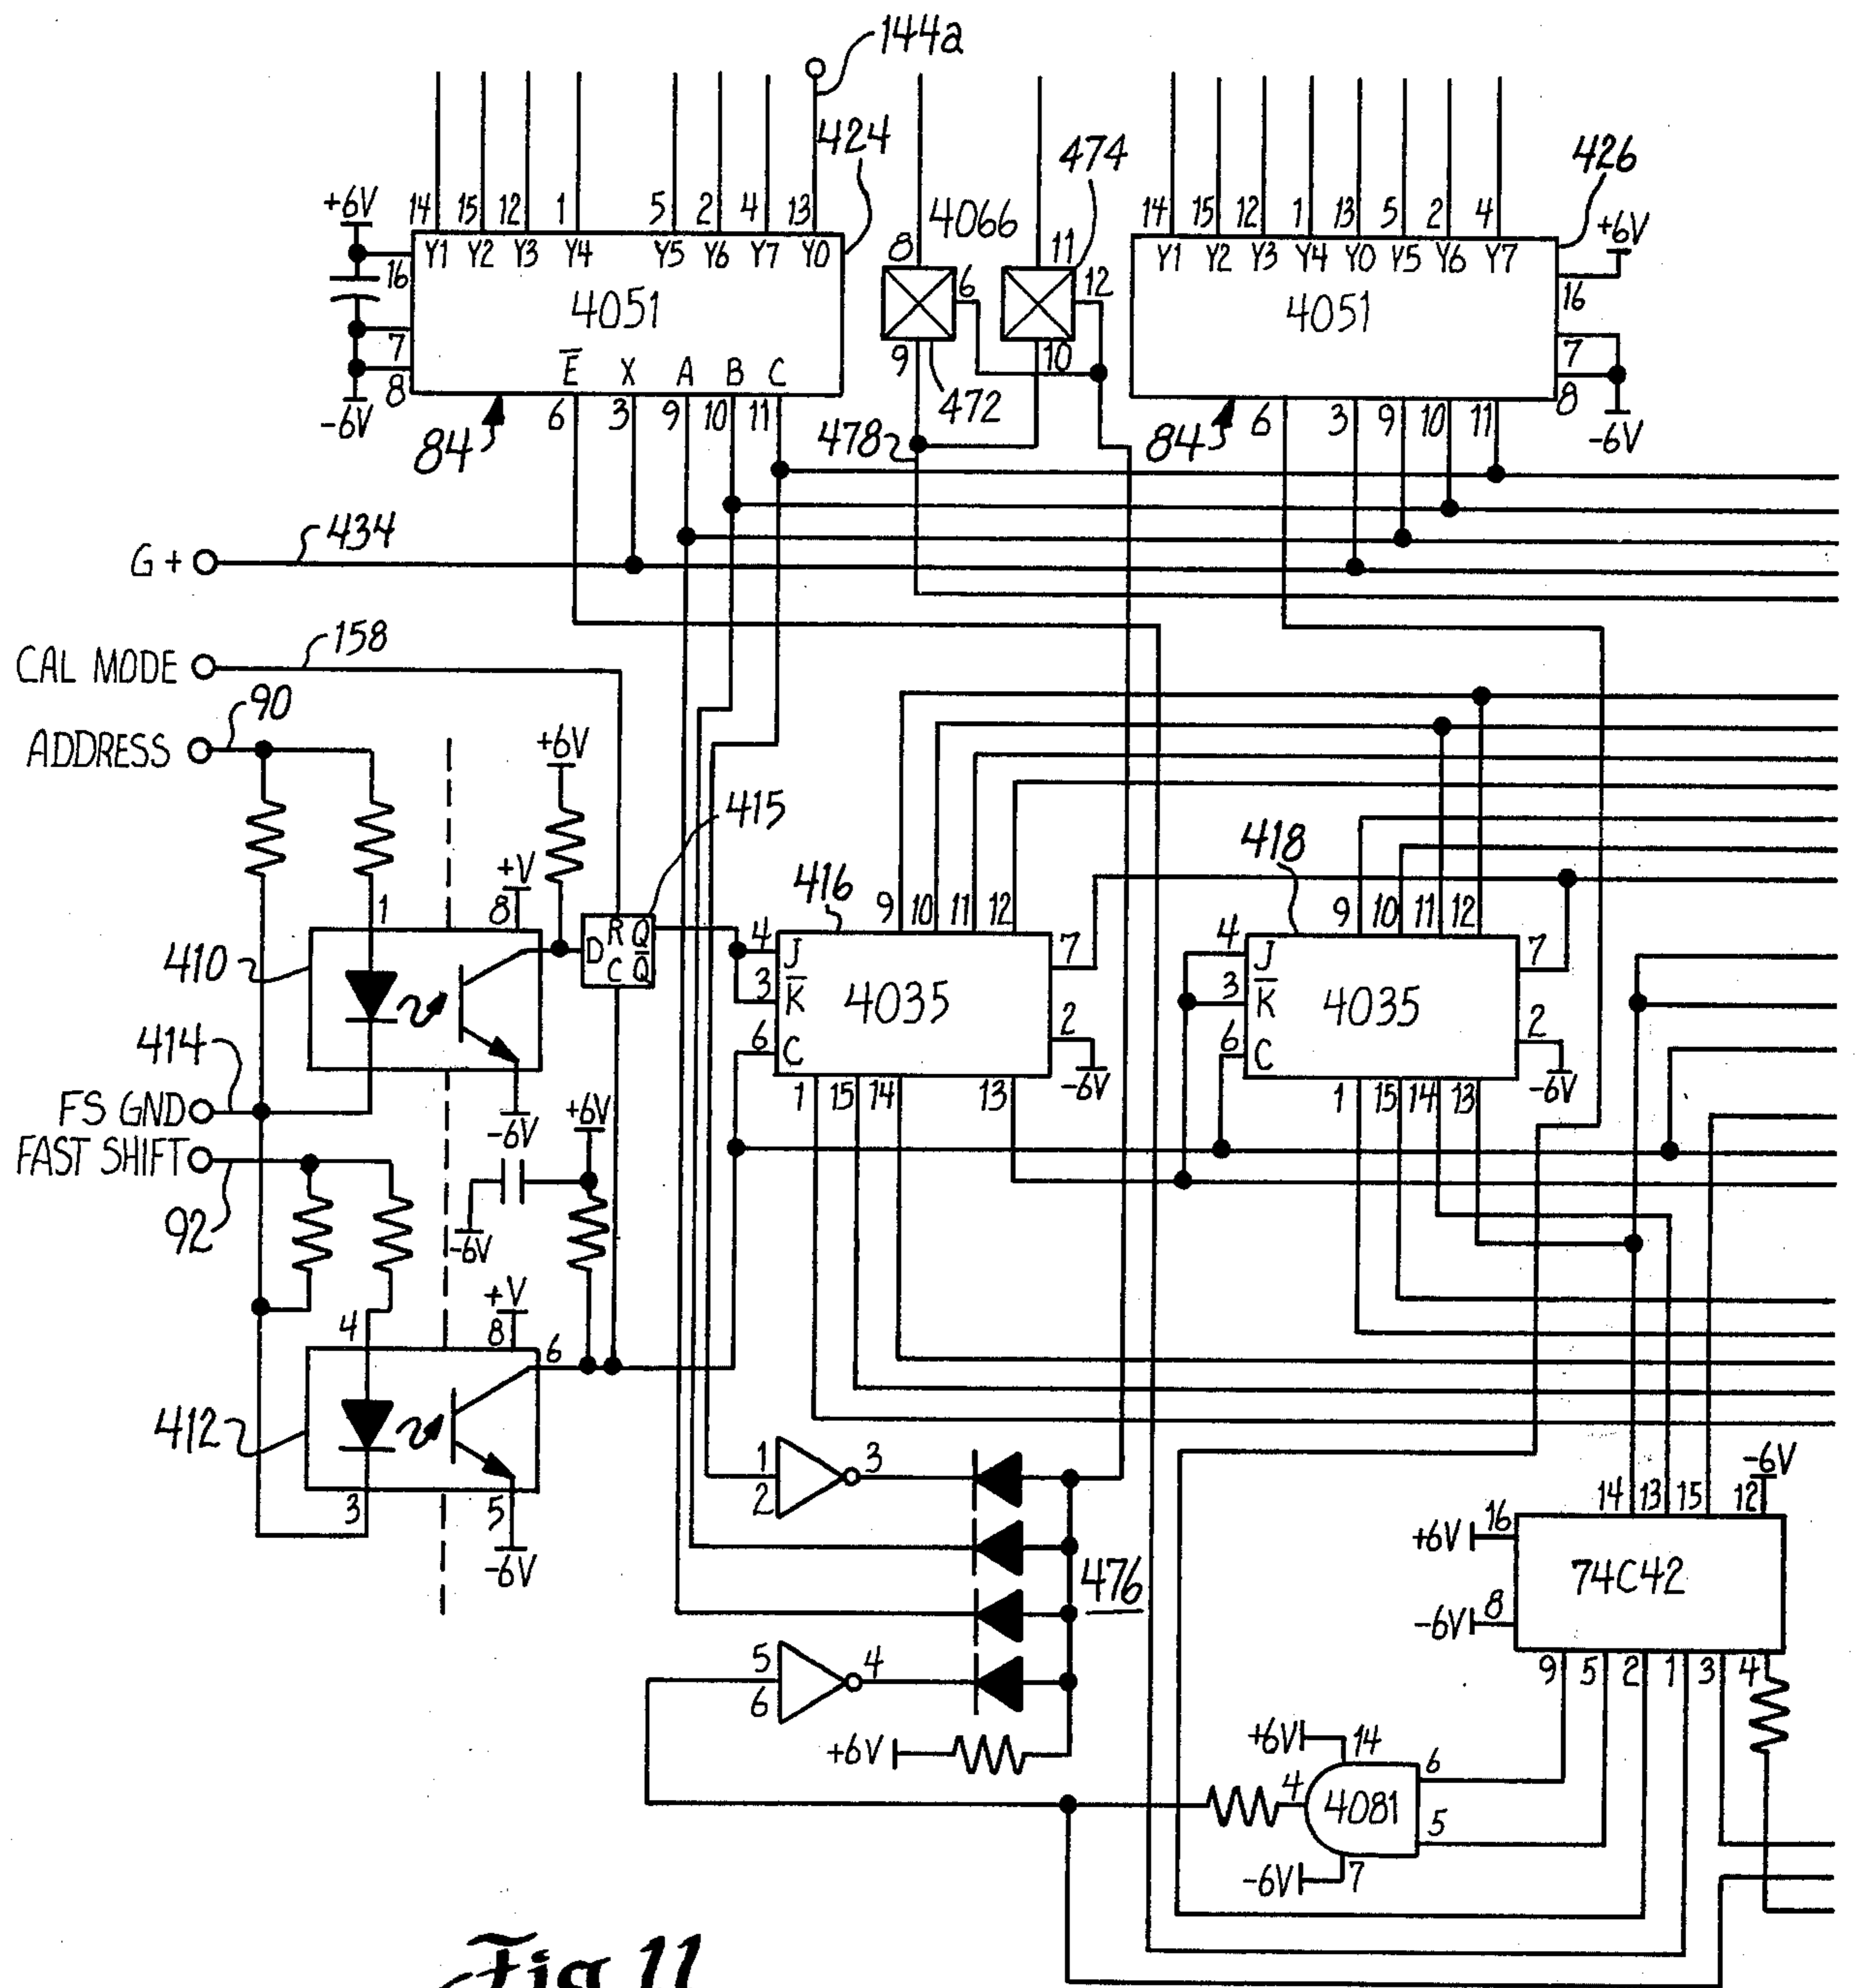 144a
424
474
426
+6V
14 15 12 1 5 2 4 13
4066
14 15 12 1 13 5 2 4
+6V
Y1 Y2 Y3 Y4 Y5 Y6 Y7 Y0
8
11
Y1 Y2 Y3 Y4 Y0 Y5 Y6 Y7
16
4051
6
12
4051
16
7
E̅ X A B C
9
10
7
8
-6V
6 3 9 10 11
472
6 3 9 10 11
8
-6V
84
478
84
G+
434
CAL MODE
158
90
ADDRESS
+6V
415
+V
418
416
1
8
R Q
9 10 11 12
9 10 11 12
410
D
C Q̅
4 J
7
4 J
7
3 K̅
4035
3 K̅
4035
414
6 C
2
6 C
2
-6V
-6V
FS GND
-6V
+6V
1 15 14 13
1 15 14 13
FAST SHIFT
92
-6V
+V
4
8
6
412
1
2
3
-6V
14 13 15 12
3
5
+6V 16
-6V
476
74C42
-6V 8
5
6
4
9 5 2 1 3 4
+6V
+6V 14
6
4
4081
5
-6V 7
Fig 11